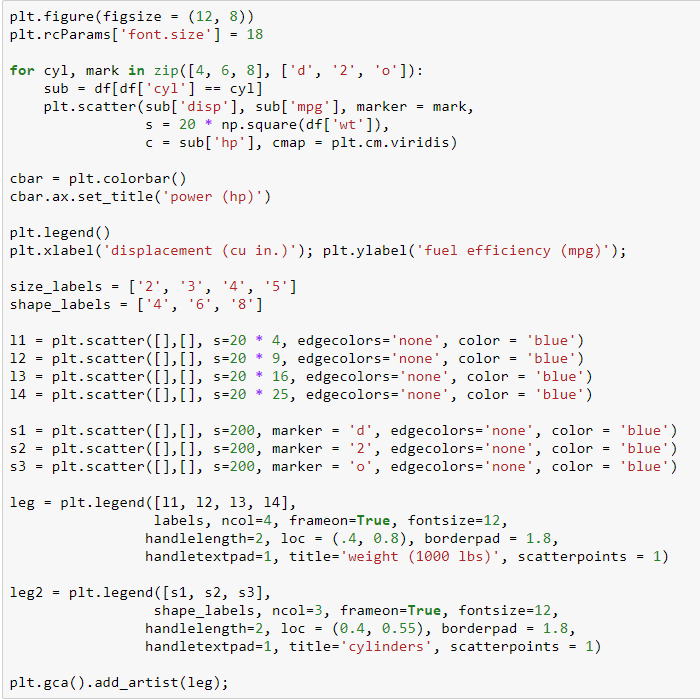 plt.figure(figsize = (12, 8))
plt.rcParams['font.size'] = 18

for cyl, mark in zip([4, 6, 8], ['d', '2', 'o']):
    sub = df[df['cyl'] == cyl]
    plt.scatter(sub['disp'], sub['mpg'], marker = mark,
                s = 20 * np.square(df['wt']),
                c = sub['hp'], cmap = plt.cm.viridis)

cbar = plt.colorbar()
cbar.ax.set_title('power (hp)')

plt.legend()
plt.xlabel('displacement (cu in.)'); plt.ylabel('fuel efficiency (mpg)');

size_labels = ['2', '3', '4', '5']
shape_labels = ['4', '6', '8']

l1 = plt.scatter([],[], s=20 * 4, edgecolors='none', color = 'blue')
l2 = plt.scatter([],[], s=20 * 9, edgecolors='none', color = 'blue')
l3 = plt.scatter([],[], s=20 * 16, edgecolors='none', color = 'blue')
l4 = plt.scatter([],[], s=20 * 25, edgecolors='none', color = 'blue')

s1 = plt.scatter([],[], s=200, marker = 'd', edgecolors='none', color = 'blue')
s2 = plt.scatter([],[], s=200, marker = '2', edgecolors='none', color = 'blue')
s3 = plt.scatter([],[], s=200, marker = 'o', edgecolors='none', color = 'blue')

leg = plt.legend([l1, l2, l3, l4],
                 labels, ncol=4, frameon=True, fontsize=12,
                handlelength=2, loc = (.4, 0.8), borderpad = 1.8,
                handletextpad=1, title='weight (1000 lbs)', scatterpoints = 1)

leg2 = plt.legend([s1, s2, s3],
                 shape_labels, ncol=3, frameon=True, fontsize=12,
                handlelength=2, loc = (0.4, 0.55), borderpad = 1.8,
                handletextpad=1, title='cylinders', scatterpoints = 1)

plt.gca().add_artist(leg);